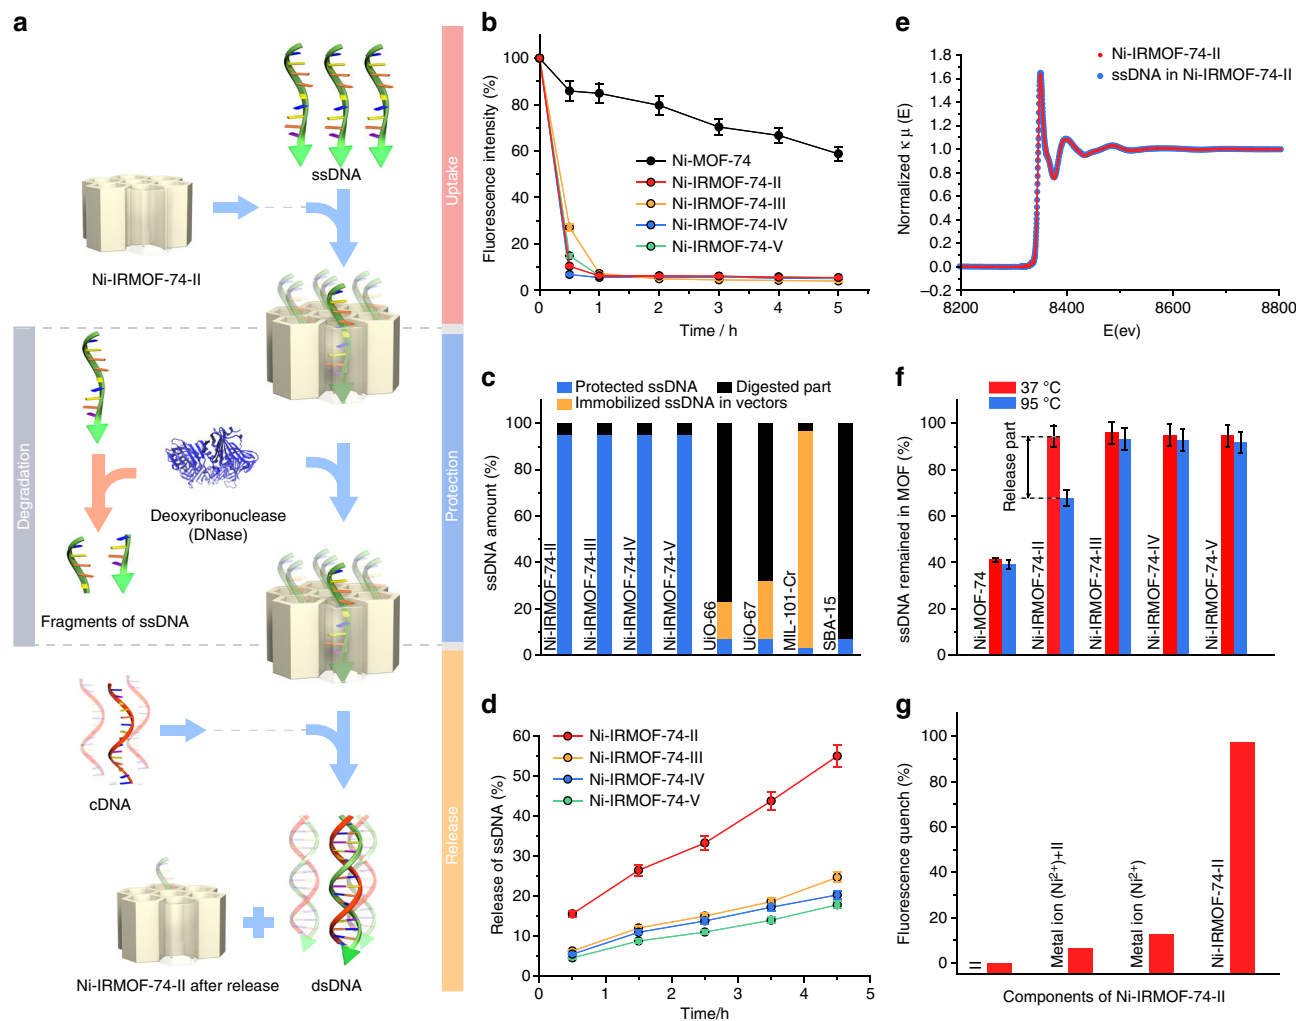 a
ssDNA
Ni-IRMOF-74-II
Uptake
Degradation
Protection
Deoxyribonuclease
(DNase)
Fragments of ssDNA
cDNA
Release
Ni-IRMOF-74-II after release
dsDNA
b
Fluorescence intensity (%)
100
80
60
40
20
0
Ni-MOF-74
Ni-IRMOF-74-II
Ni-IRMOF-74-III
Ni-IRMOF-74-IV
Ni-IRMOF-74-V
0 1 2 3 4 5
Time / h
c
Protected ssDNA
Digested part
Immobilized ssDNA in vectors
ssDNA amount (%)
100
80
60
40
20
0
Ni-IRMOF-74-II
Ni-IRMOF-74-III
Ni-IRMOF-74-IV
Ni-IRMOF-74-V
UiO-66
UiO-67
MIL-101-Cr
SBA-15
d
Release of ssDNA (%)
60
50
40
30
20
10
0
Ni-IRMOF-74-II
Ni-IRMOF-74-III
Ni-IRMOF-74-IV
Ni-IRMOF-74-V
0 1 2 3 4 5
Time/h
e
Normalized κ μ (E)
1.8
1.6
1.4
1.2
1.0
0.8
0.6
0.4
0.2
0.0
−0.2
Ni-IRMOF-74-II
ssDNA in Ni-IRMOF-74-II
8200 8400 8600 8800
E(ev)
f
37 °C
95 °C
ssDNA remained in MOF (%)
100
80
60
40
20
0
Release part
Ni-MOF-74
Ni-IRMOF-74-II
Ni-IRMOF-74-III
Ni-IRMOF-74-IV
Ni-IRMOF-74-V
g
Fluorescence quench (%)
100
80
60
40
20
0
II
Metal ion (Ni²⁺)+II
Metal ion (Ni²⁺)
Ni-IRMOF-74-II
Components of Ni-IRMOF-74-II